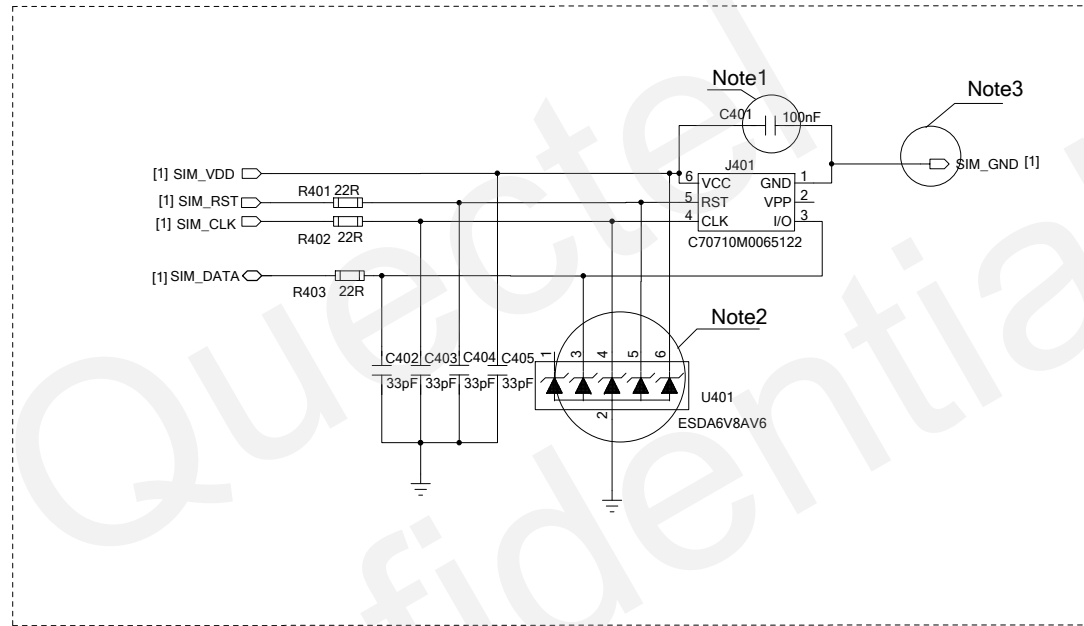 Note1
Note3
C401 100nF
J401
SIM_GND [1]
[1] SIM_VDD
6 VCC GND 1
[1] SIM_RST
R401 22R
5 RST VPP 2
[1] SIM_CLK
4 CLK I/O 3
R402 22R
C70710M0065122
[1] SIM_DATA
R403 22R
Note2
1 3 4 5 6
C402 C403 C404 C405
33pF 33pF 33pF 33pF
U401
2
ESDA6V8AV6
Quectel
fidential